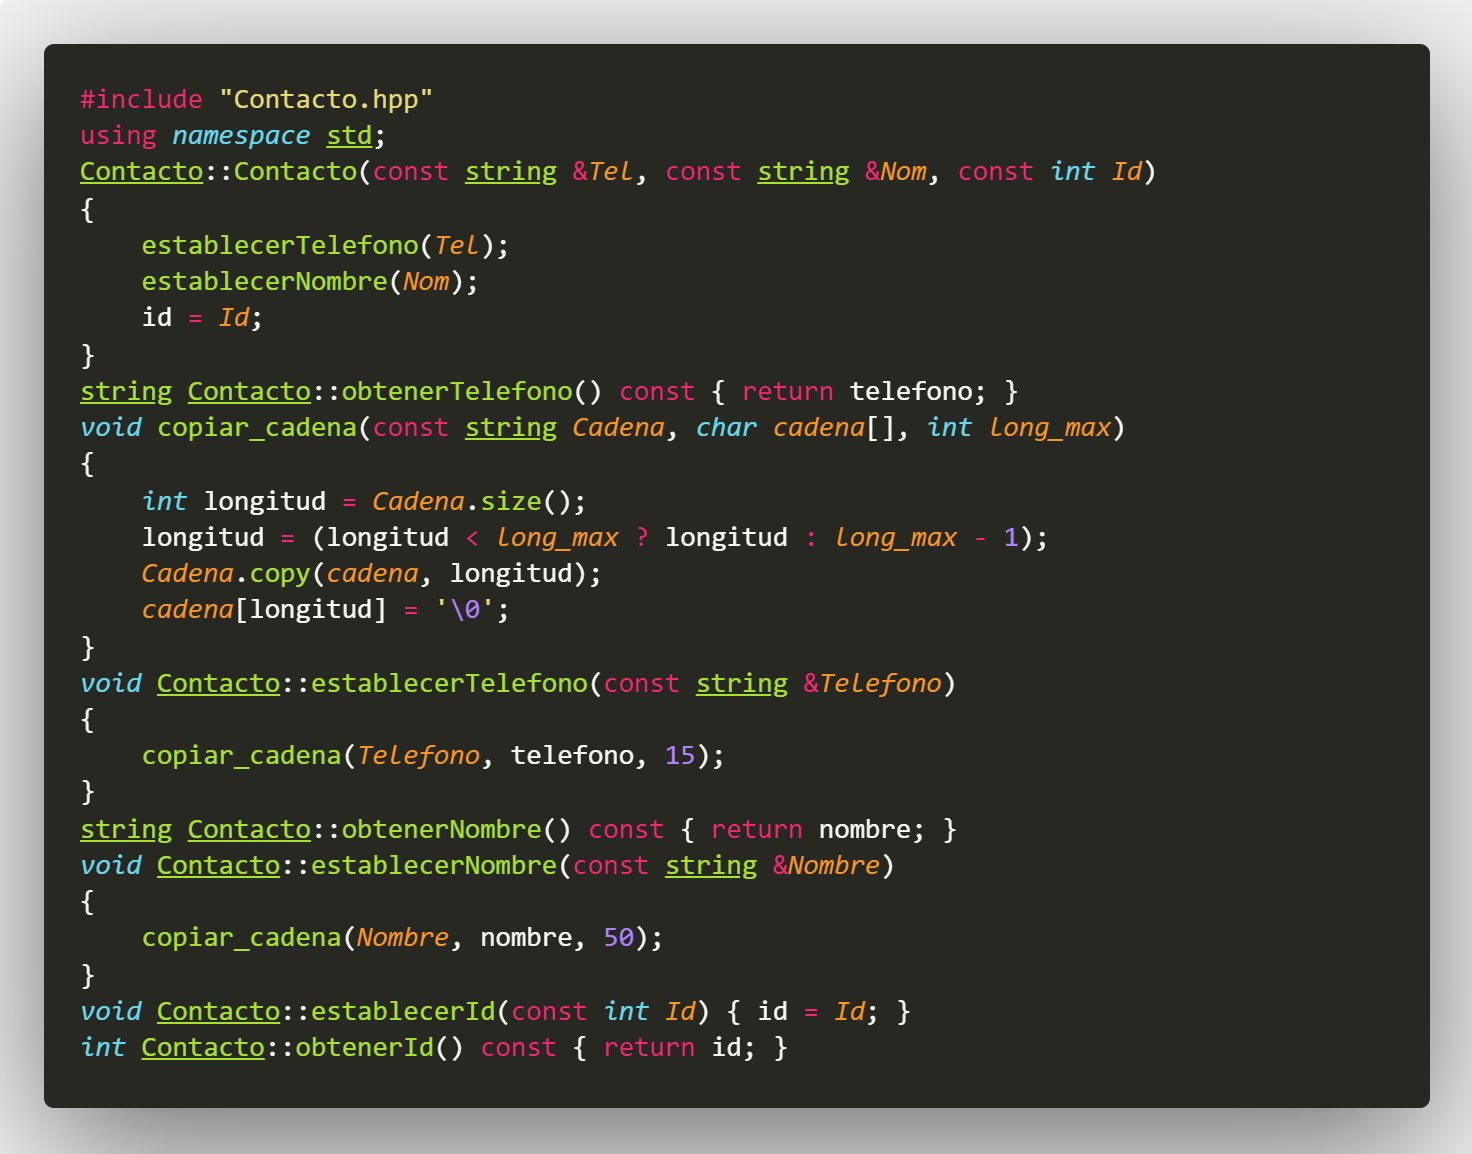 #include "Contacto.hpp"
using namespace std;
Contacto::Contacto(const string &Tel, const string &Nom, const int Id)
{
    establecerTelefono(Tel);
    establecerNombre(Nom);
    id = Id;
}
string Contacto::obtenerTelefono() const { return telefono; }
void copiar_cadena(const string Cadena, char cadena[], int long_max)
{
    int longitud = Cadena.size();
    longitud = (longitud < long_max ? longitud : long_max - 1);
    Cadena.copy(cadena, longitud);
    cadena[longitud] = '\0';
}
void Contacto::establecerTelefono(const string &Telefono)
{
    copiar_cadena(Telefono, telefono, 15);
}
string Contacto::obtenerNombre() const { return nombre; }
void Contacto::establecerNombre(const string &Nombre)
{
    copiar_cadena(Nombre, nombre, 50);
}
void Contacto::establecerId(const int Id) { id = Id; }
int Contacto::obtenerId() const { return id; }